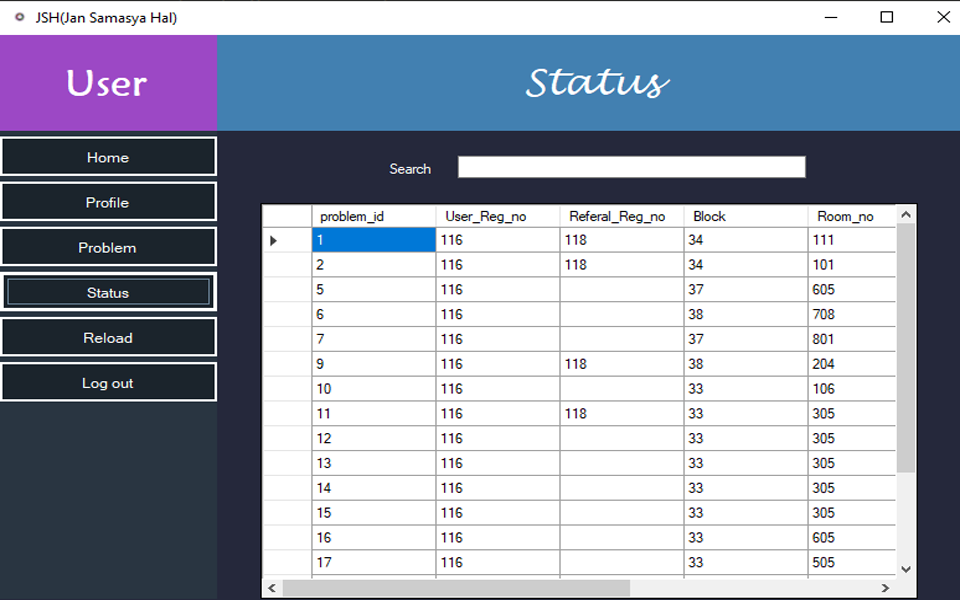 JSH(Jan Samasya Hal)
User
Status
Home
Profile
Problem
Status
Reload
Log out
Search
problem_id User_Reg_no Referal_Reg_no Block Room_no
1 116 118 34 111
2 116 118 34 101
5 116 37 605
6 116 38 708
7 116 37 801
9 116 118 38 204
10 116 33 106
11 116 118 33 305
12 116 33 305
13 116 33 305
14 116 33 305
15 116 33 305
16 116 33 605
17 116 33 505